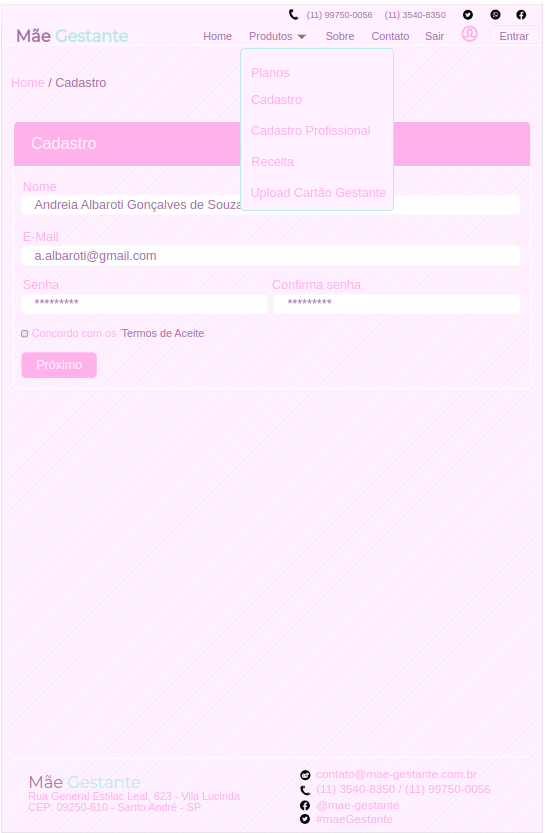 (11) 99750-0056 (11) 3540-8350
Mãe Gestante
Home Produtos Sobre Contato Sair Entrar
Planos
Cadastro
Cadastro Profissional
Receita
Upload Cartão Gestante
Home / Cadastro
Cadastro
Nome
Andreia Albaroti Gonçalves de Souza
E-Mail
a.albaroti@gmail.com
Senha Confirma senha
********* *********
Concordo com os 'Termos de Aceite'
Próximo
Mãe Gestante
Rua General Estilac Leal, 623 - Vila Lucinda
CEP: 09250-610 - Santo André - SP
contato@mae-gestante.com.br
(11) 3540-8350 / (11) 99750-0056
@mae-gestante
#maeGestante